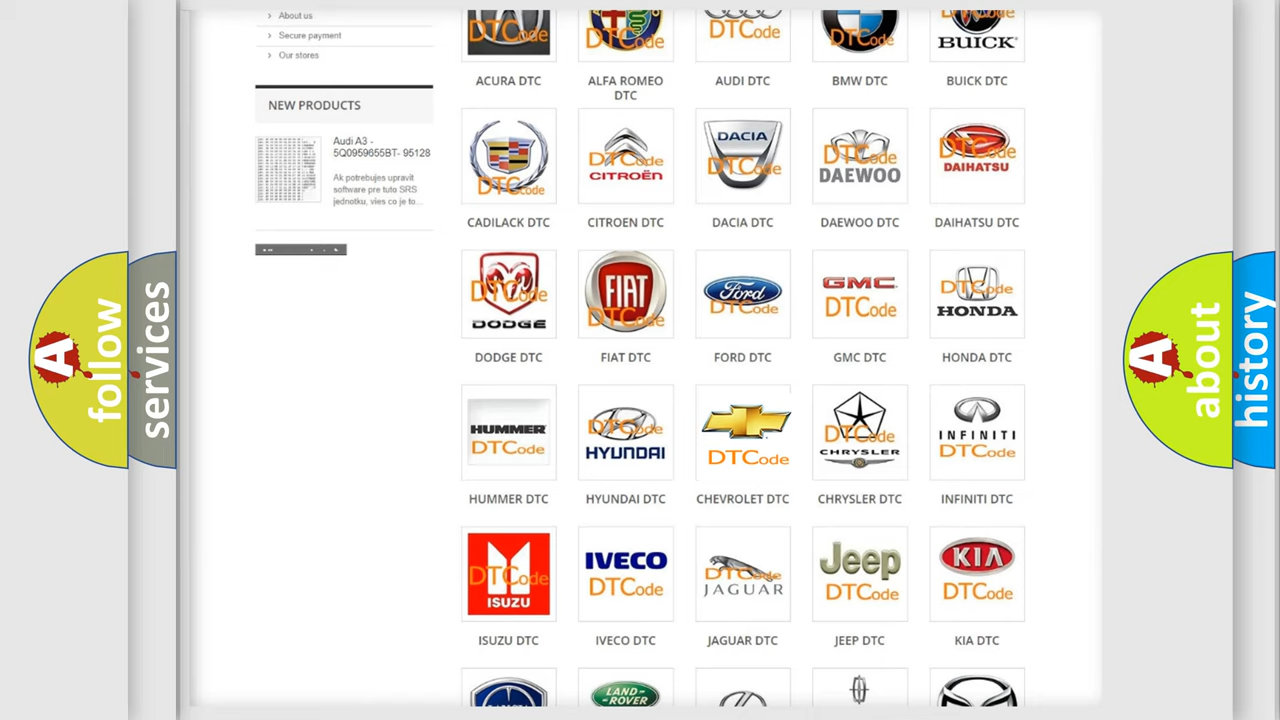 About us
Secure payment
Our stores
NEW PRODUCTS
Audi A3 -
5Q0959655BT- 95128
Ak potrebujes upravit
software pre tuto SRS
jednotku, vies co je to...
DTCode DTCode DTCode DTCode BUICK
ACURA DTC ALFA ROMEO DTC AUDI DTC BMW DTC BUICK DTC
DTCode
DTCode CITROËN
DACIA DTCode
DTCode DAEWOO
DTCode DAIHATSU
CADILACK DTC CITROEN DTC DACIA DTC DAEWOO DTC DAIHATSU DTC
DTCode DODGE
FIAT DTCode
Ford DTCode
GMC DTCode
DTCode HONDA
DODGE DTC FIAT DTC FORD DTC GMC DTC HONDA DTC
HUMMER DTCode
DTCode HYUNDAI
DTCode
DTCode CHRYSLER
INFINITI DTCode
HUMMER DTC HYUNDAI DTC CHEVROLET DTC CHRYSLER DTC INFINITI DTC
DTCode ISUZU
IVECO DTCode
DTCode JAGUAR
Jeep DTCode
KIA DTCode
ISUZU DTC IVECO DTC JAGUAR DTC JEEP DTC KIA DTC
LAND-
ROVER
A follow
services
A about
history